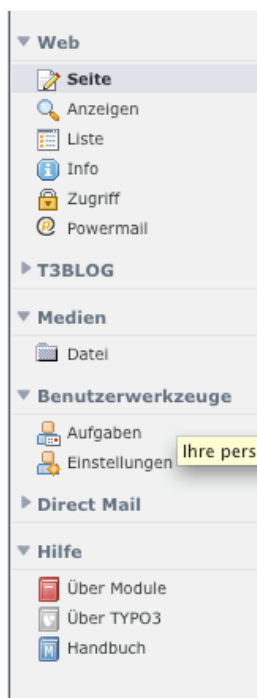 Web
Seite
Anzeigen
Liste
Info
Zugriff
Powermail
T3BLOG
Medien
Datei
Benutzerwerkzeuge
Aufgaben
Ihre pers
Einstellungen
Direct Mail
Hilfe
Über Module
Über TYPO3
Handbuch